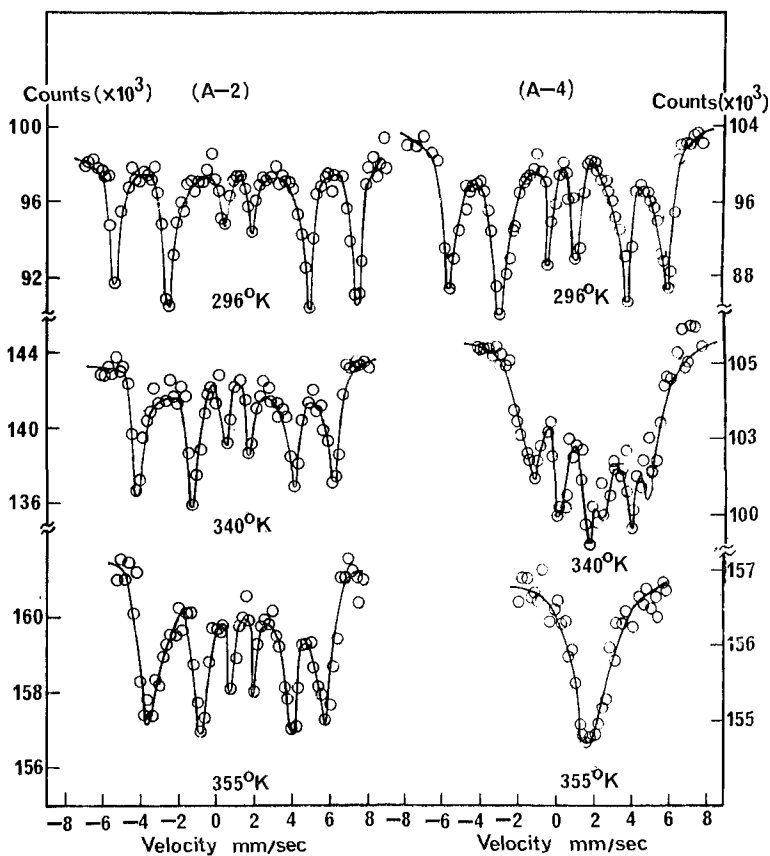 (A-2) (A-4)
Counts (x10³) Counts (x10³)
100 104
96 96
92 88
296°K 296°K
≈ ≈
144 105
140 103
136 100
340°K 340°K
≈ ≈
160 157
158 156
156 155
355°K 355°K
-8 -6 -4 -2 0 2 4 6 8 -8 -6 -4 -2 0 2 4 6 8
Velocity mm/sec Velocity mm/sec